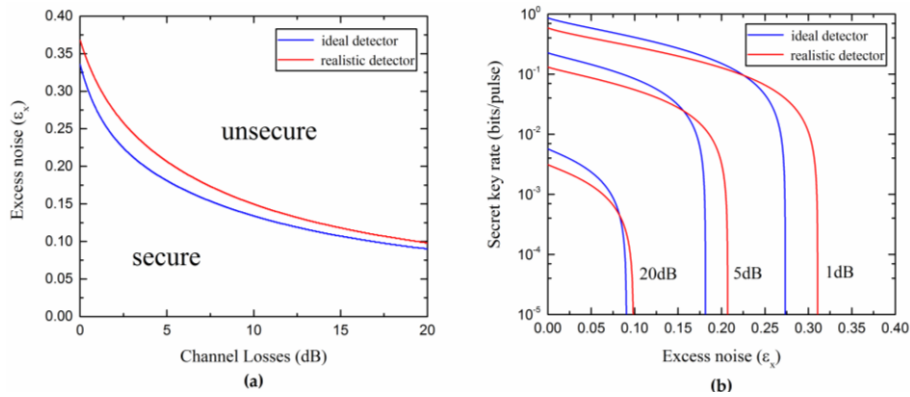 0.40
0.35
0.30
0.25
0.20
0.15
0.10
0.05
0.00
Excess noise (εx)
ideal detector
realistic detector
unsecure
secure
0 5 10 15 20
Channel Losses (dB)
(a)
10^0
10^-1
10^-2
10^-3
10^-4
10^-5
Secret key rate (bits/pulse)
ideal detector
realistic detector
20dB 5dB 1dB
0.00 0.05 0.10 0.15 0.20 0.25 0.30 0.35 0.40
Excess noise (εx)
(b)